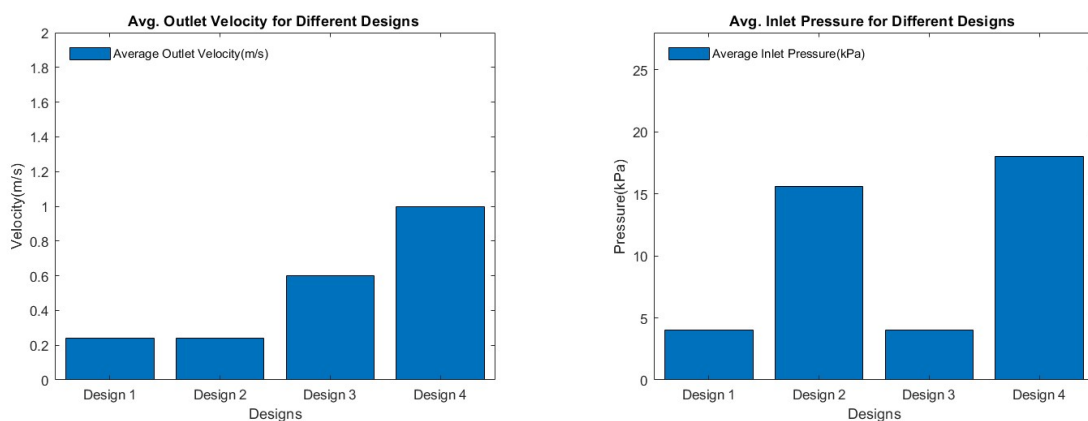 Avg. Outlet Velocity for Different Designs
Average Outlet Velocity(m/s)
2
1.8
1.6
1.4
1.2
1
0.8
0.6
0.4
0.2
0
Velocity(m/s)
Design 1 Design 2 Design 3 Design 4
Designs
Avg. Inlet Pressure for Different Designs
Average Inlet Pressure(kPa)
25
20
15
10
5
0
Pressure(kPa)
Design 1 Design 2 Design 3 Design 4
Designs